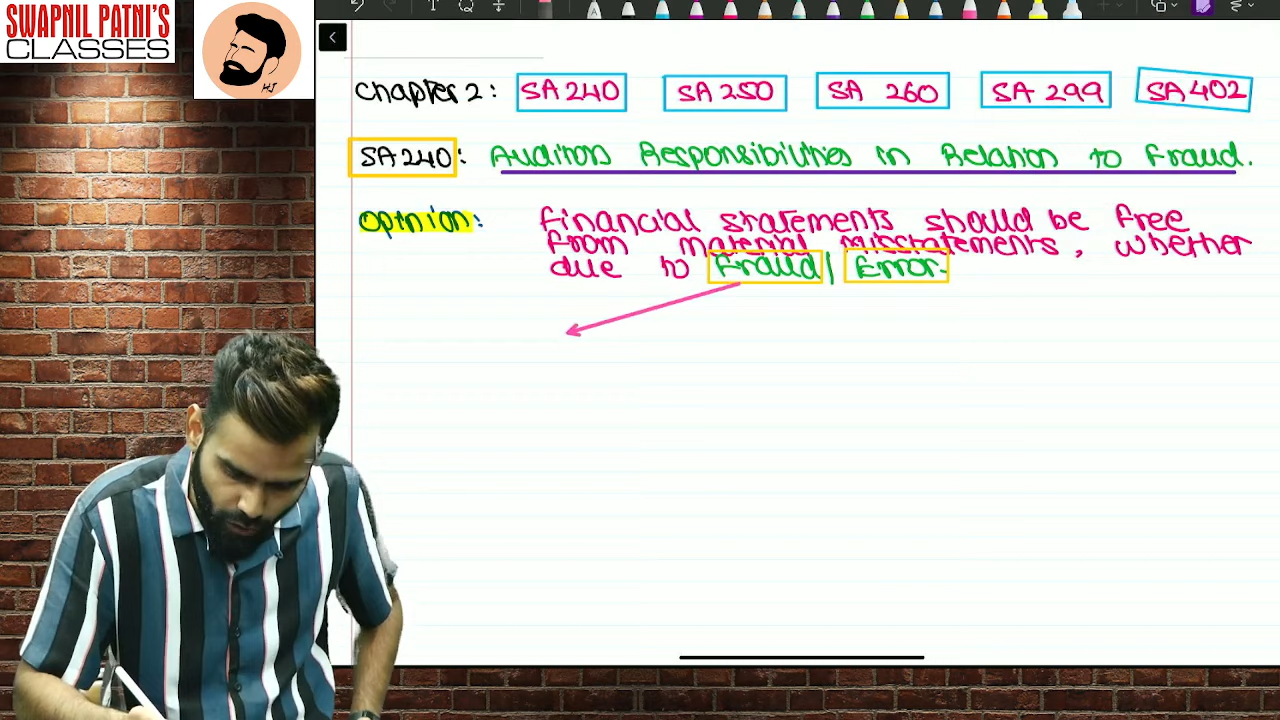 SWAPNIL PATNI'S
CLASSES
HJ
Chapter 2: SA 240 SA 250 SA 260 SA 299 SA 402
SA 240: Auditors Responsibilities in Relation to Fraud.
Opinion: financial statements should be free
from material misstatements, whether
due to Fraud | Error.